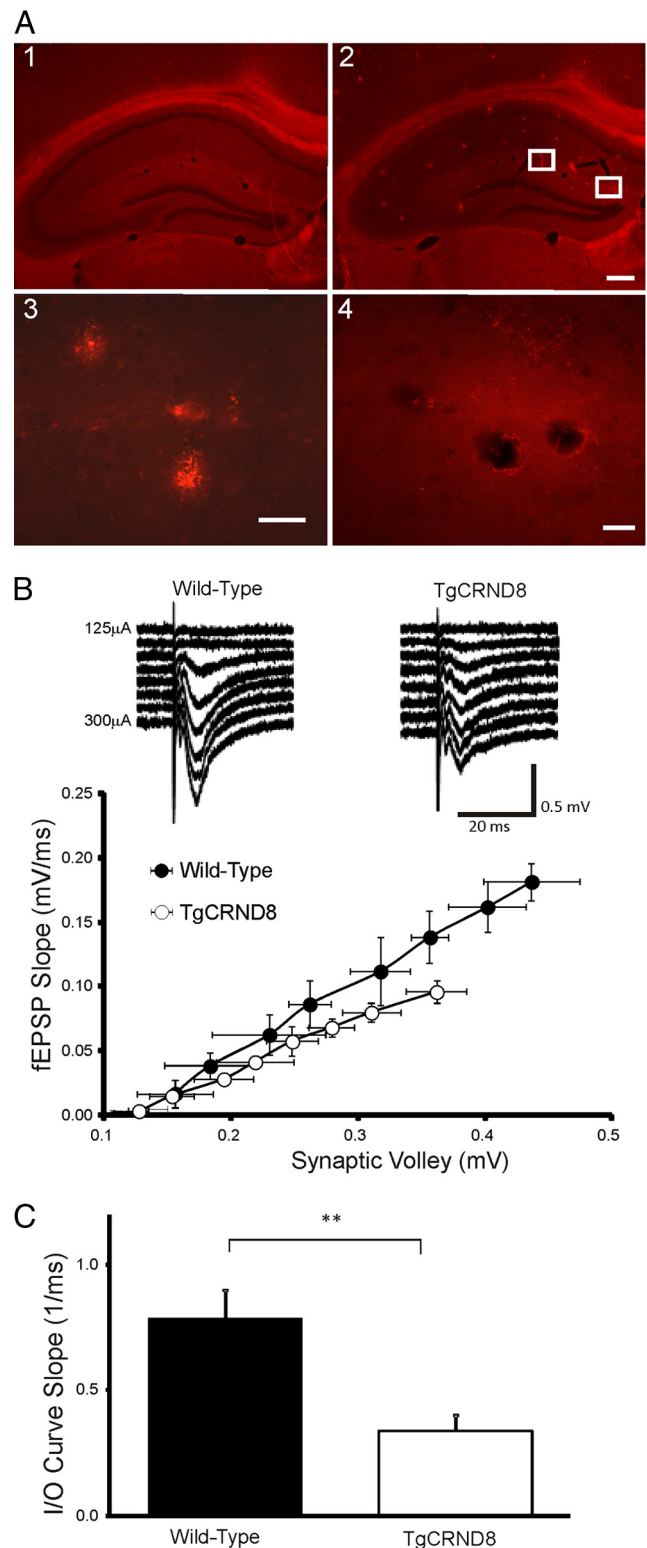 A
1
2
3
4
B
Wild-Type
TgCRND8
125µA
300µA
0.5 mV
20 ms
0.25
0.20
0.15
0.10
0.05
0.00
fEPSP Slope (mV/ms)
Wild-Type
TgCRND8
0.1
0.2
0.3
0.4
0.5
Synaptic Volley (mV)
C
**
1.0
0.5
0.0
I/O Curve Slope (1/ms)
Wild-Type
TgCRND8